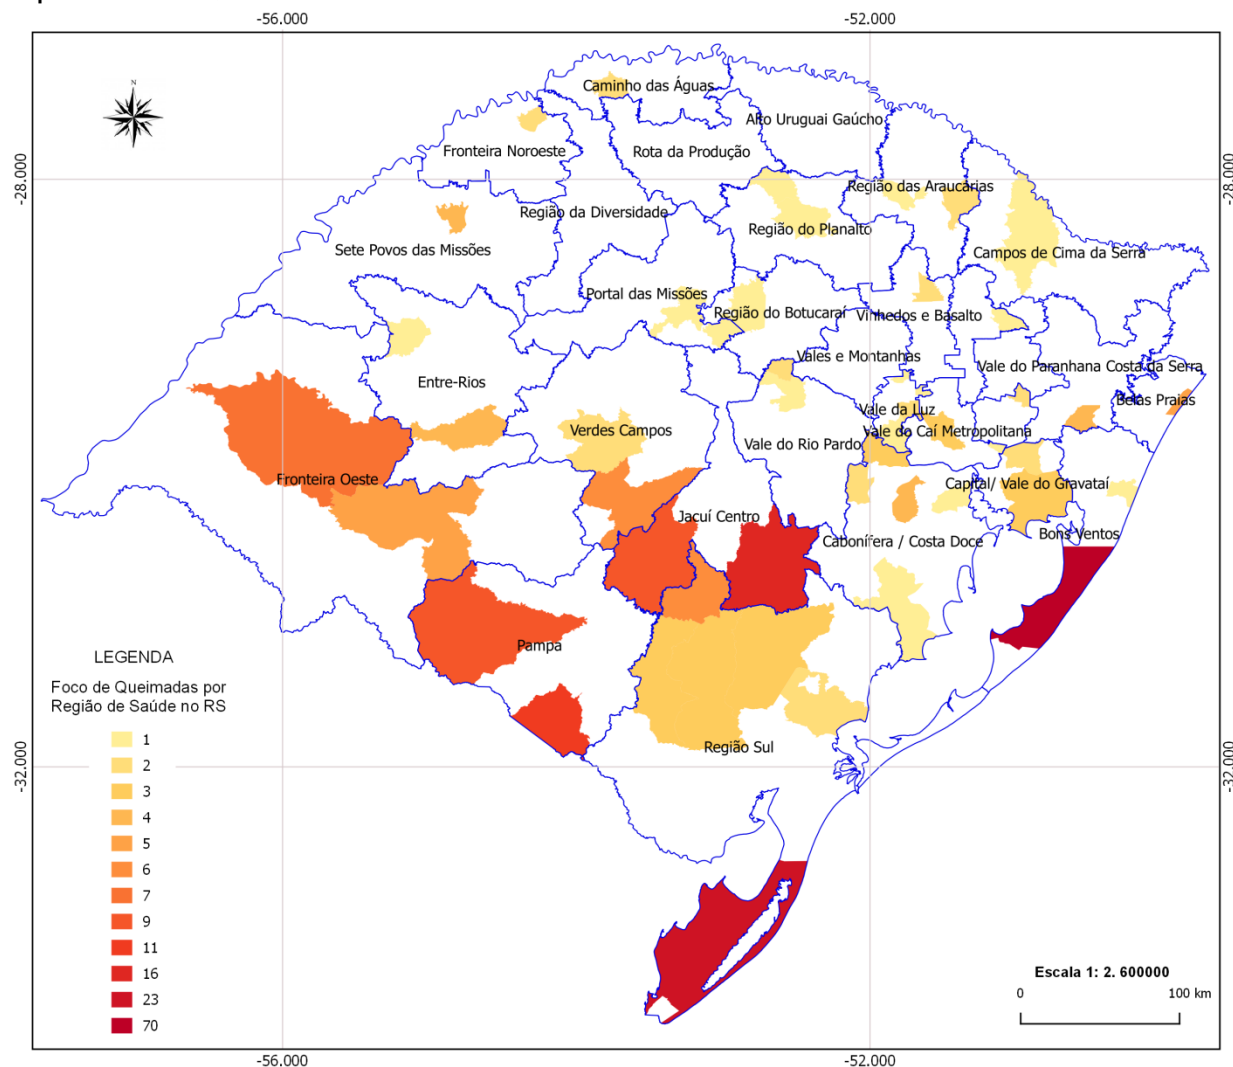 -56.000
-52.000
N
Caminho das Águas
Alto Uruguai Gaúcho
Fronteira Noroeste
Rota da Produção
-28.000
-28.000
Região das Araucárias
Região da Diversidade
Região do Planalto
Sete Povos das Missões
Campos de Cima da Serra
Portal das Missões
Região do Botucaraí
Vinhedos e Basalto
Vales e Montanhas
Vale do Paranhana Costa da Serra
Entre-Rios
Belas Praias
Vale da Luz
Verdes Campos
Vale do Caí Metropolitana
Vale do Rio Pardo
Fronteira Oeste
Capital/ Vale do Gravataí
Jacuí Centro
Bons Ventos
Cabonífera / Costa Doce
Pampa
LEGENDA
Foco de Queimadas por
Região de Saúde no RS
1
2
3
4
5
6
7
9
11
16
23
70
Região Sul
-32.000
-32.000
Escala 1: 2. 600000
0 100 km
-56.000
-52.000